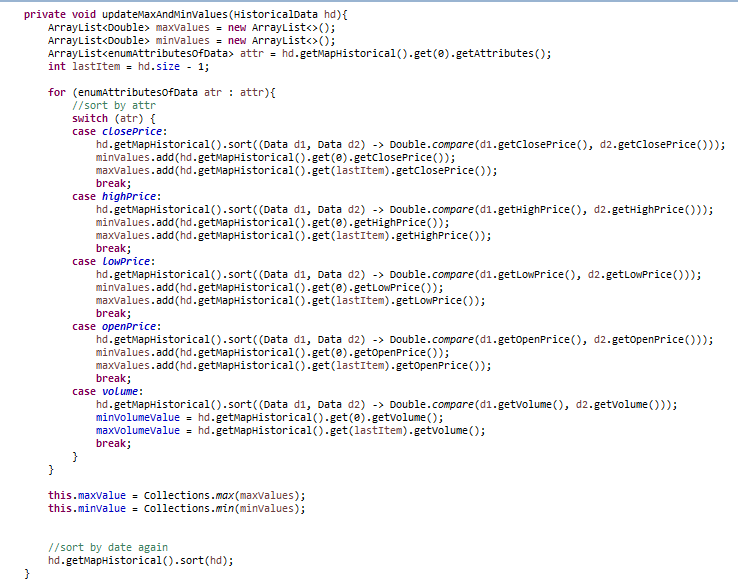 private void updateMaxAndMinValues(HistoricalData hd){
    ArrayList<Double> maxValues = new ArrayList<>();
    ArrayList<Double> minValues = new ArrayList<>();
    ArrayList<enumAttributesOfData> attr = hd.getMapHistorical().get(0).getAttributes();
    int lastItem = hd.size - 1;

    for (enumAttributesOfData atr : attr){
        //sort by attr
        switch (atr) {
        case closePrice:
            hd.getMapHistorical().sort((Data d1, Data d2) -> Double.compare(d1.getClosePrice(), d2.getClosePrice()));
            minValues.add(hd.getMapHistorical().get(0).getClosePrice());
            maxValues.add(hd.getMapHistorical().get(lastItem).getClosePrice());
            break;
        case highPrice:
            hd.getMapHistorical().sort((Data d1, Data d2) -> Double.compare(d1.getHighPrice(), d2.getHighPrice()));
            minValues.add(hd.getMapHistorical().get(0).getHighPrice());
            maxValues.add(hd.getMapHistorical().get(lastItem).getHighPrice());
            break;
        case lowPrice:
            hd.getMapHistorical().sort((Data d1, Data d2) -> Double.compare(d1.getLowPrice(), d2.getLowPrice()));
            minValues.add(hd.getMapHistorical().get(0).getLowPrice());
            maxValues.add(hd.getMapHistorical().get(lastItem).getLowPrice());
            break;
        case openPrice:
            hd.getMapHistorical().sort((Data d1, Data d2) -> Double.compare(d1.getOpenPrice(), d2.getOpenPrice()));
            minValues.add(hd.getMapHistorical().get(0).getOpenPrice());
            maxValues.add(hd.getMapHistorical().get(lastItem).getOpenPrice());
            break;
        case volume:
            hd.getMapHistorical().sort((Data d1, Data d2) -> Double.compare(d1.getVolume(), d2.getVolume()));
            minVolumeValue = hd.getMapHistorical().get(0).getVolume();
            maxVolumeValue = hd.getMapHistorical().get(lastItem).getVolume();
            break;
        }
    }

    this.maxValue = Collections.max(maxValues);
    this.minValue = Collections.min(minValues);


    //sort by date again
    hd.getMapHistorical().sort(hd);
}